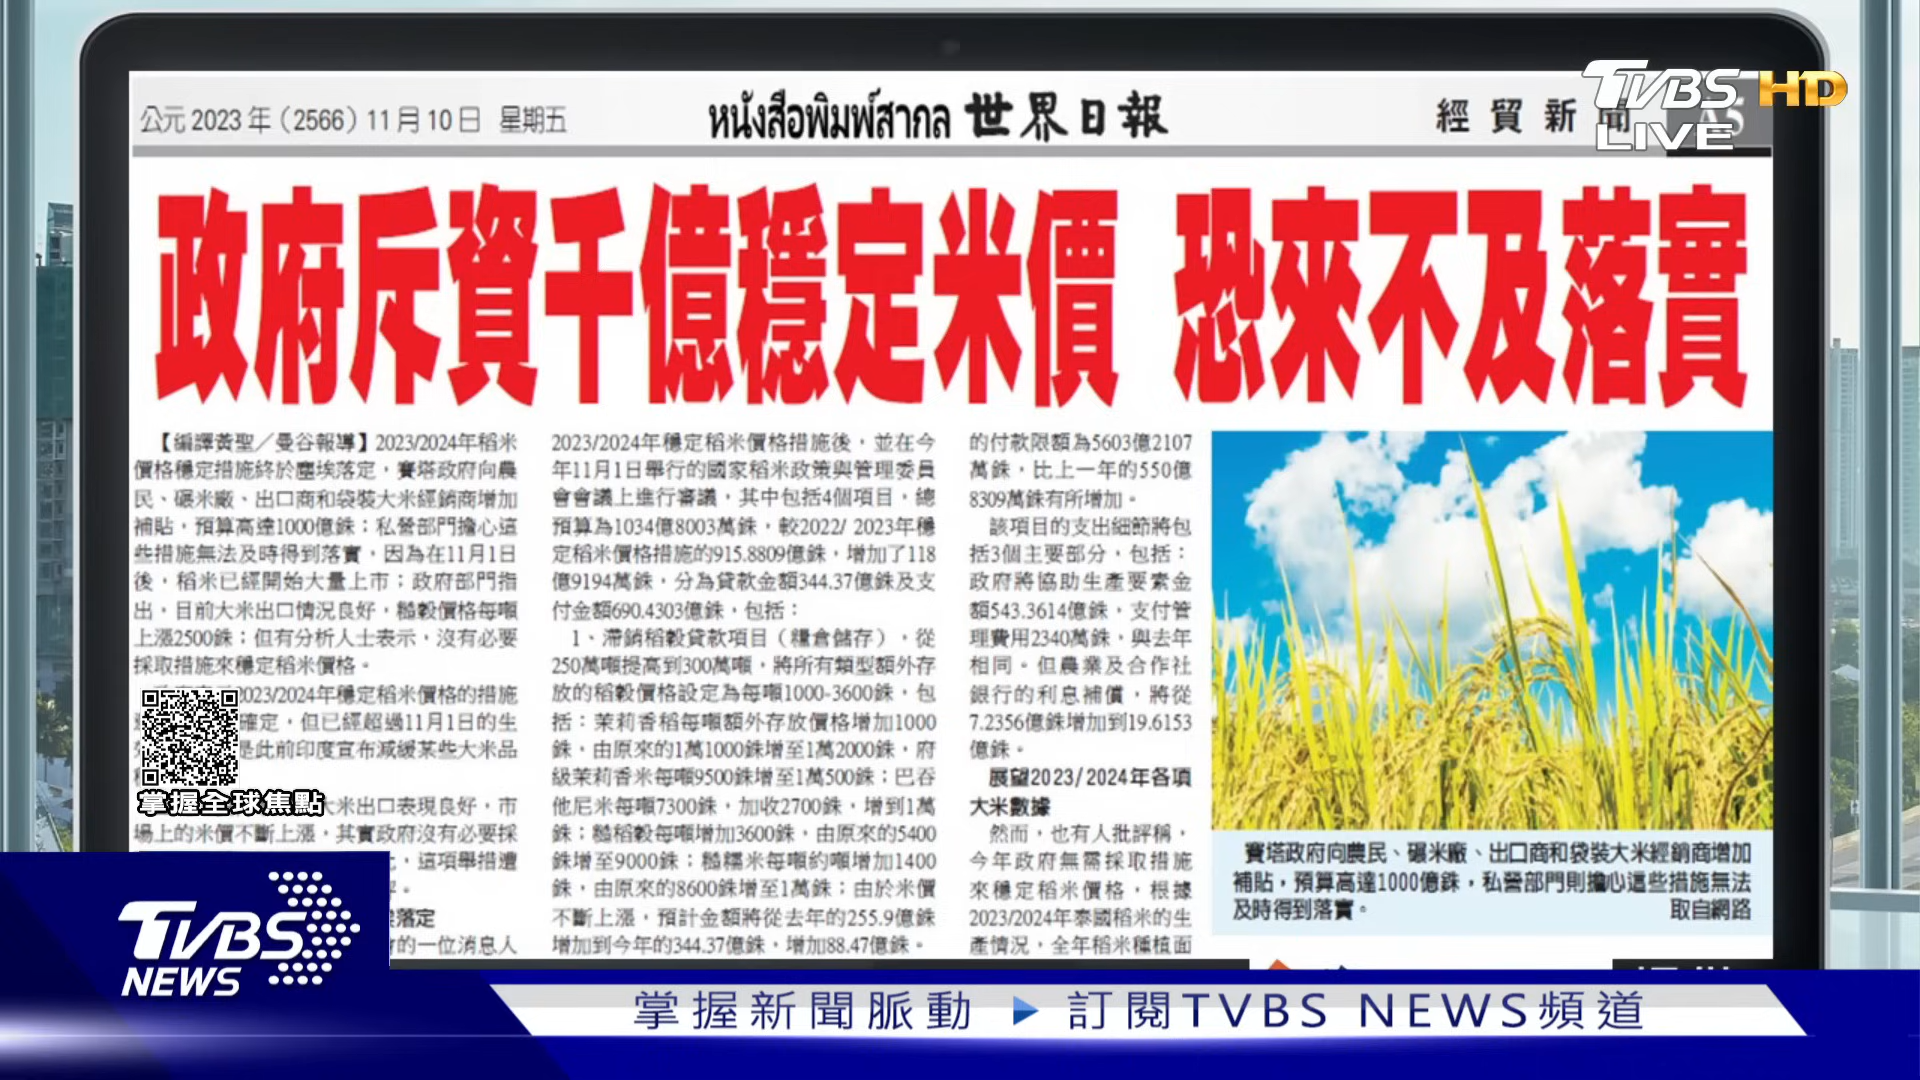 公元 2023 年（2566）11 月 10 日 星期五
หนังสือพิมพ์สากล 世界日報
經貿新聞
TVBS HD
LIVE
政府斥資千億穩定米價 恐來不及落實
【編譯黃聖／曼谷報導】2023/2024年稻米
價格穩定措施終於塵埃落定，賽塔政府向農
民、碾米廠、出口商和袋裝大米經銷商增加
補貼，預算高達1000億銖；私營部門擔心這
些措施無法及時得到落實，因為在11月1日
後，稻米已經開始大量上市；政府部門指
出，目前大米出口情況良好，糙穀價格每噸
上漲2500銖；但有分析人士表示，沒有必要
採取措施來穩定稻米價格。
2023/2024年穩定稻米價格的措施
確定，但已經超過11月1日的生
是此前印度宣布減緩某些大米品
大米出口表現良好，市
場上的米價不斷上漲，其實政府沒有必要採
，這項舉措遭
落定
的一位消息人
2023/2024年穩定稻米價格措施後，並在今
年11月1日舉行的國家稻米政策與管理委員
會會議上進行審議，其中包括4個項目，總
預算為1034億8003萬銖，較2022/ 2023年穩
定稻米價格措施的915.8809億銖，增加了118
億9194萬銖，分為貸款金額344.37億銖及支
付金額690.4303億銖，包括：
1、滯銷稻穀貸款項目（糧倉儲存），從
250萬噸提高到300萬噸，將所有類型額外存
放的稻穀價格設定為每噸1000-3600銖，包
括：茉莉香稻每噸額外存放價格增加1000
銖，由原來的1萬1000銖增至1萬2000銖，府
級茉莉香米每噸9500銖增至1萬500銖；巴吞
他尼米每噸7300銖，加收2700銖，增到1萬
銖；糙稻穀每噸增加3600銖，由原來的5400
銖增至9000銖；糙糯米每噸約噸增加1400
銖，由原來的8600銖增至1萬銖；由於米價
不斷上漲，預計金額將從去年的255.9億銖
增加到今年的344.37億銖，增加88.47億銖。
的付款限額為5603億2107
萬銖，比上一年的550億
8309萬銖有所增加。
該項目的支出細節將包
括3個主要部分，包括：
政府將協助生產要素金
額543.3614億銖，支付管
理費用2340萬銖，與去年
相同。但農業及合作社
銀行的利息補償，將從
7.2356億銖增加到19.6153
億銖。
展望2023/2024年各項
大米數據
然而，也有人批評稱，
今年政府無需採取措施
來穩定稻米價格，根據
2023/2024年泰國稻米的生
產情況，全年稻米種植面
賽塔政府向農民、碾米廠、出口商和袋裝大米經銷商增加
補貼，預算高達1000億銖，私營部門則擔心這些措施無法
及時得到落實。 取自網路
掌握全球焦點
TVBS
NEWS
掌握新聞脈動 ▶ 訂閱TVBS NEWS頻道